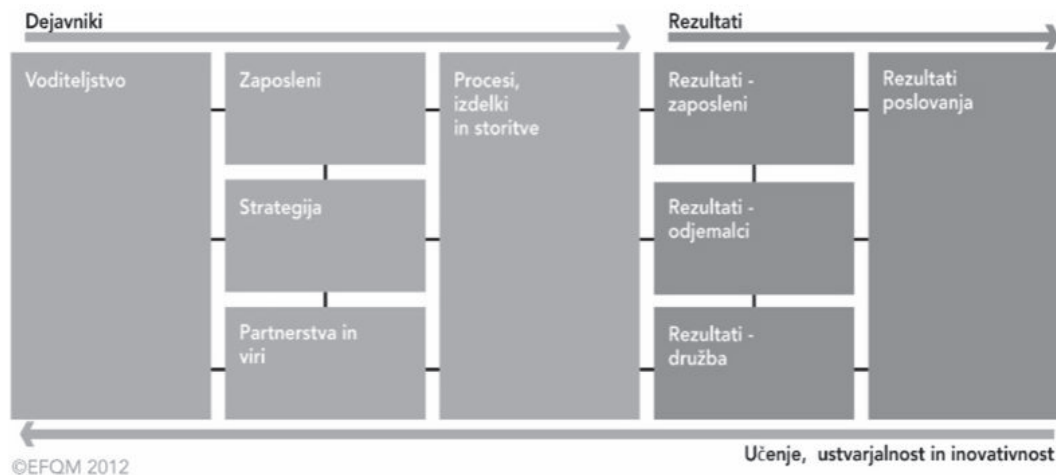 Dejavniki
Rezultati
Voditeljstvo
Zaposleni
Procesi,
izdelki
in storitve
Rezultati -
zaposleni
Rezultati
poslovanja
Strategija
Rezultati -
odjemalci
Partnerstva in
viri
Rezultati -
družba
Učenje, ustvarjalnost in inovativnost
©EFQM 2012